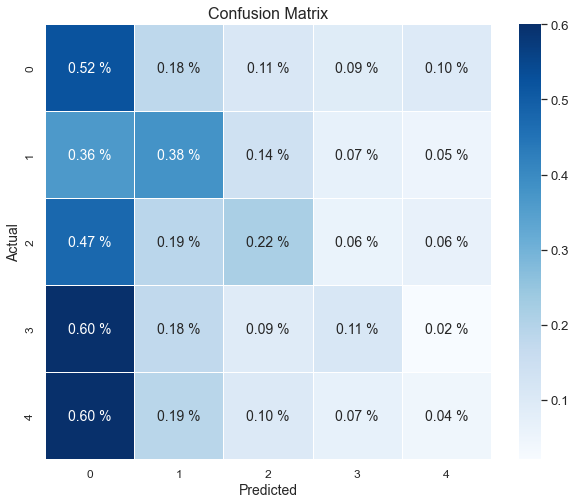 Confusion Matrix
0 0.52 % 0.18 % 0.11 % 0.09 % 0.10 %
1 0.36 % 0.38 % 0.14 % 0.07 % 0.05 %
2 0.47 % 0.19 % 0.22 % 0.06 % 0.06 %
3 0.60 % 0.18 % 0.09 % 0.11 % 0.02 %
4 0.60 % 0.19 % 0.10 % 0.07 % 0.04 %
Actual
0 1 2 3 4
Predicted
0.6
0.5
0.4
0.3
0.2
0.1